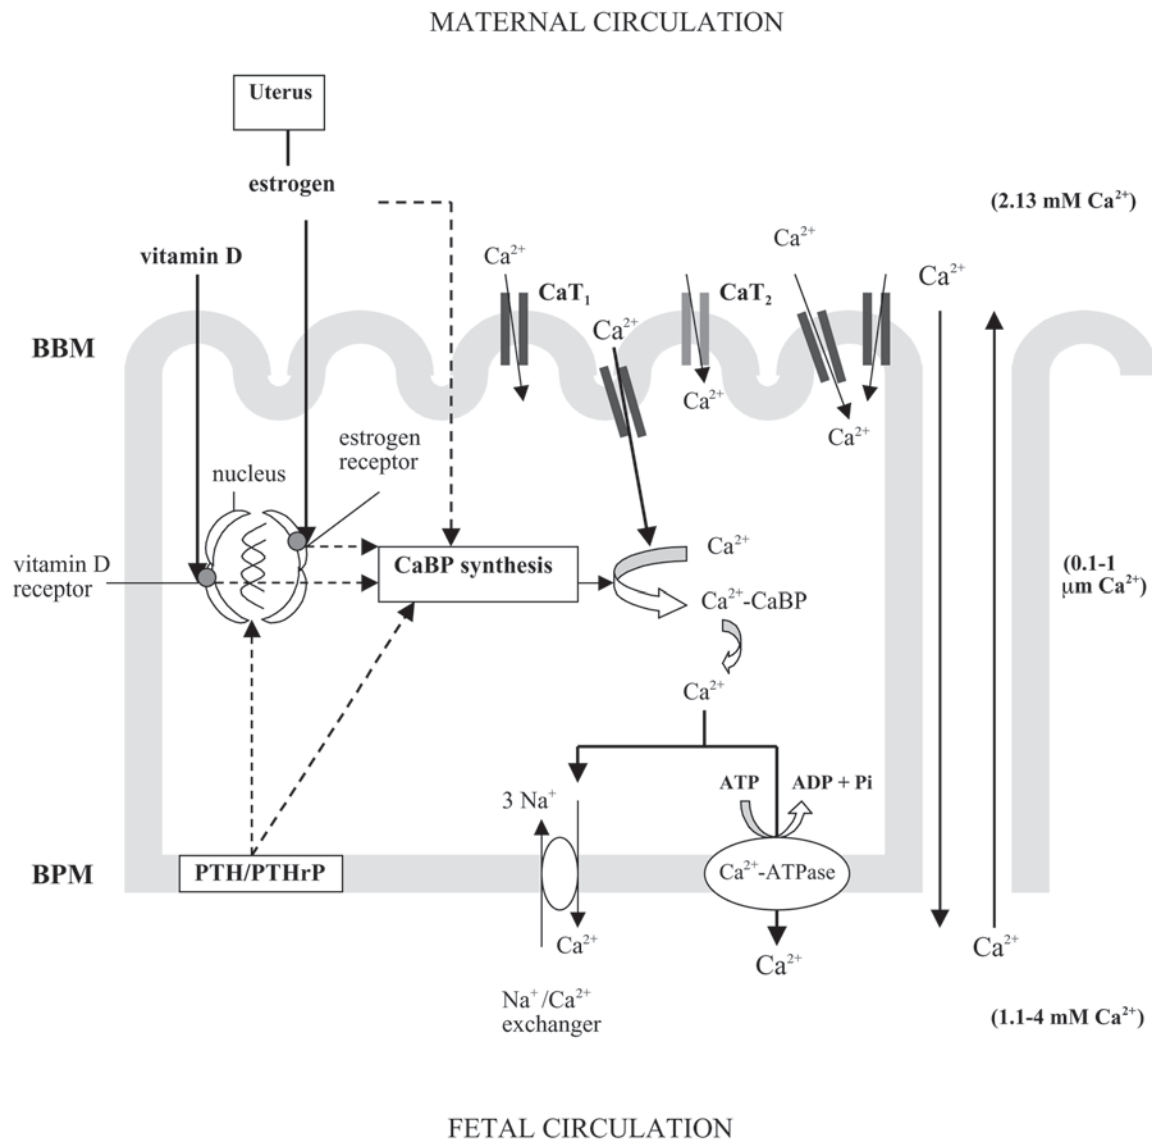 MATERNAL CIRCULATION
Uterus
estrogen
(2.13 mM Ca²⁺)
vitamin D
Ca²⁺
CaT₁
CaT₂
Ca²⁺
Ca²⁺
Ca²⁺
BBM
Ca²⁺
Ca²⁺
estrogen
receptor
nucleus
vitamin D
receptor
CaBP synthesis
Ca²⁺
Ca²⁺-CaBP
(0.1-1
μm Ca²⁺)
Ca²⁺
3 Na⁺
ATP
ADP + Pi
BPM
PTH/PTHrP
Ca²⁺-ATPase
Ca²⁺
Ca²⁺
Ca²⁺
Na⁺/Ca²⁺
exchanger
(1.1-4 mM Ca²⁺)
FETAL CIRCULATION